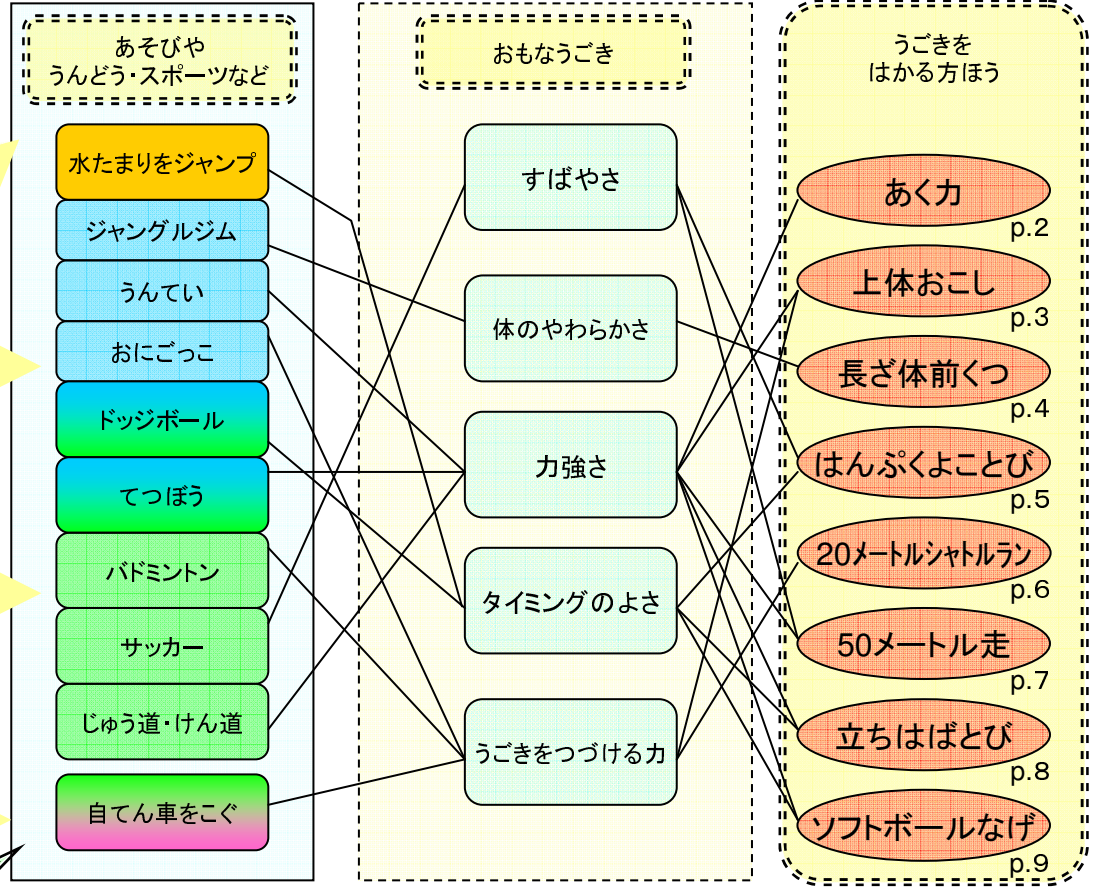 あそびや
うんどう・スポーツなど
水たまりをジャンプ
ジャングルジム
うんてい
おにごっこ
ドッジボール
てつぼう
バドミントン
サッカー
じゅう道・けん道
自てん車をこぐ
おもなうごき
すばやさ
体のやわらかさ
力強さ
タイミングのよさ
うごきをつづける力
うごきを
はかる方ほう
あく力
p.2
上体おこし
p.3
長ざ体前くつ
p.4
はんぷくよことび
p.5
20メートルシャトルラン
p.6
50メートル走
p.7
立ちはばとび
p.8
ソフトボールなげ
p.9